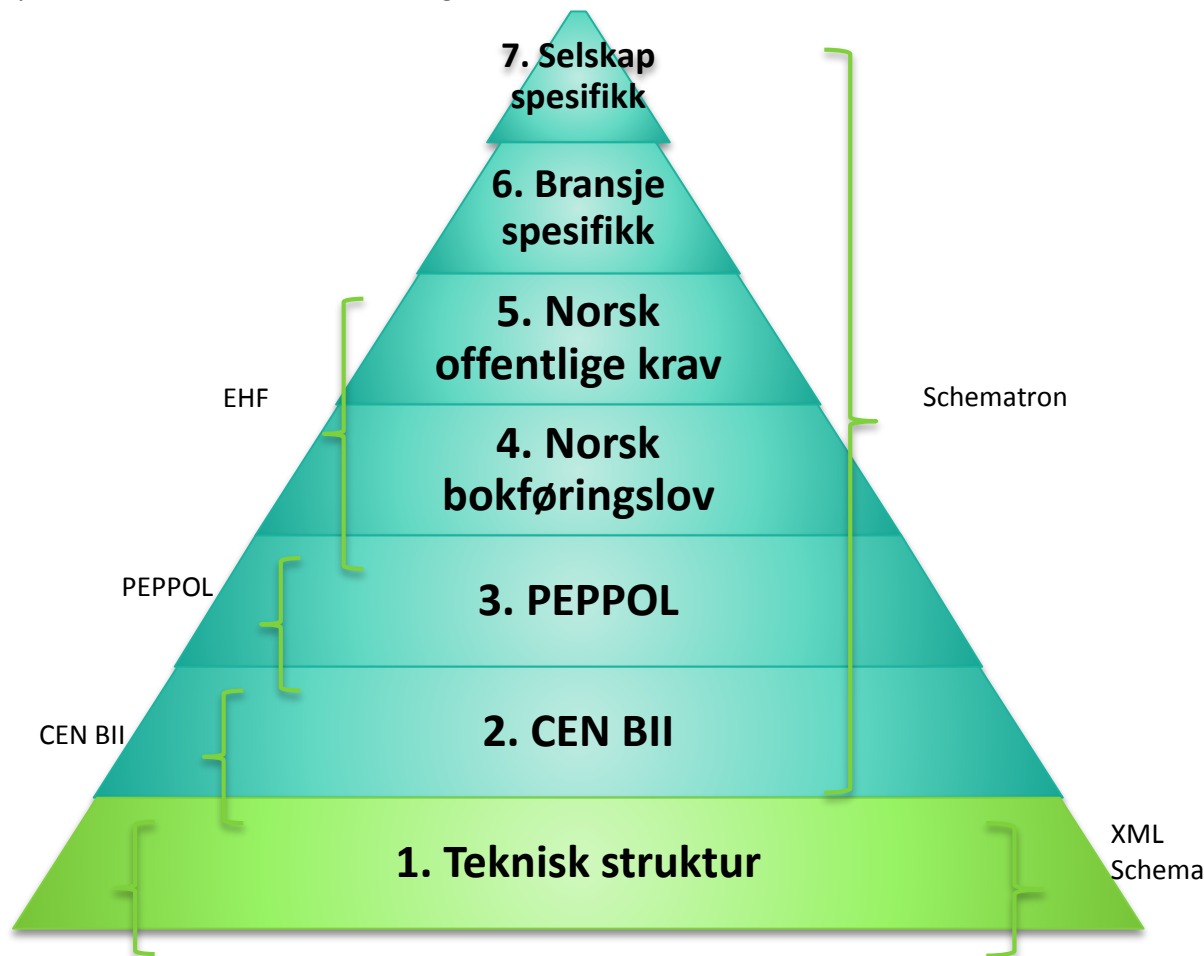 7. Selskap
spesifikk
6. Bransje
spesifikk
5. Norsk
offentlige krav
EHF
Schematron
4. Norsk
bokføringslov
PEPPOL
3. PEPPOL
CEN BII
2. CEN BII
XML
Schema
1. Teknisk struktur